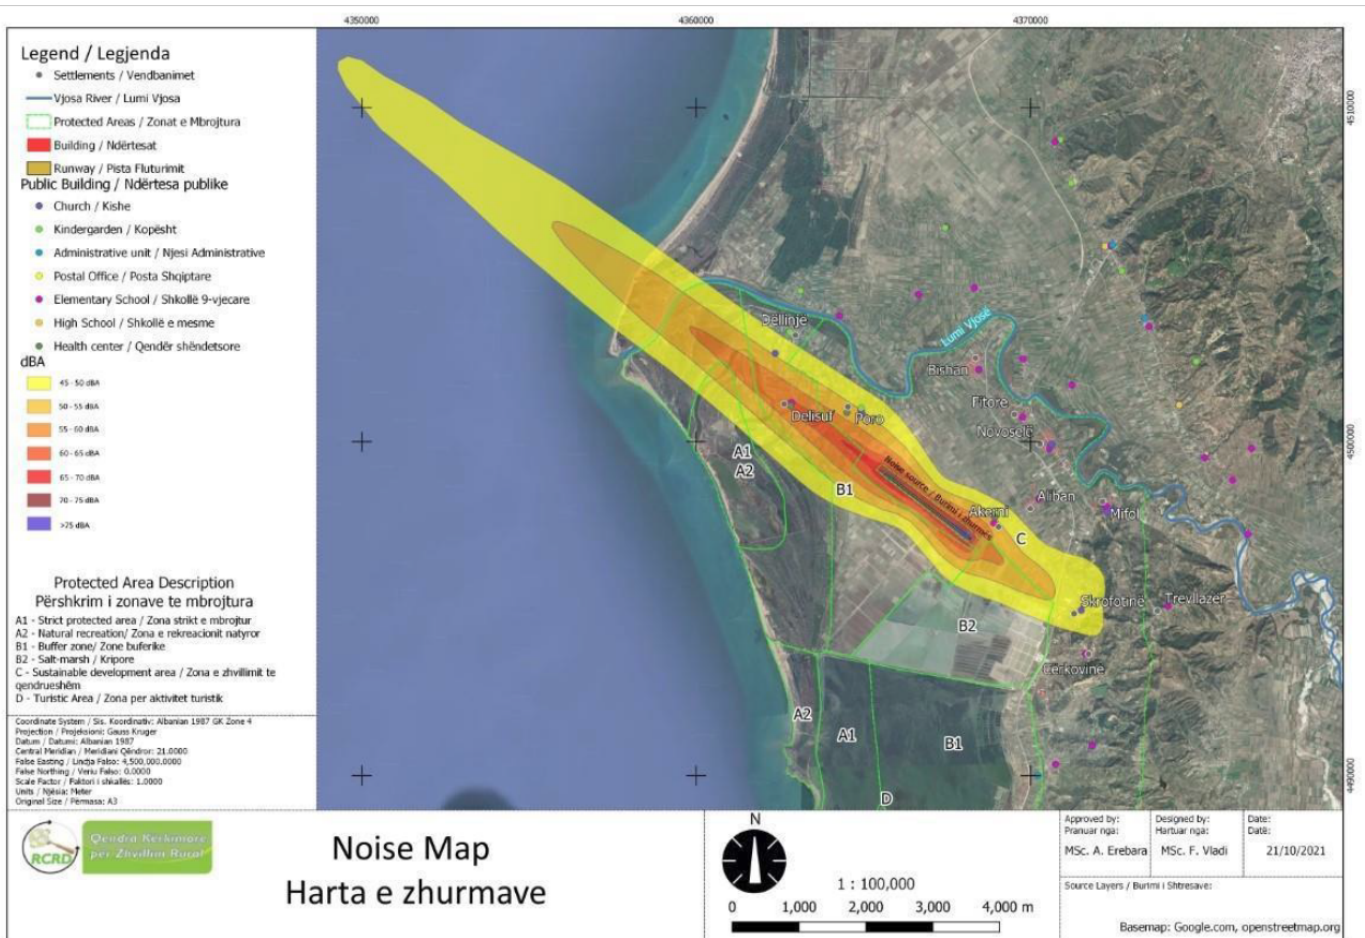 4350000
4360000
4370000
Legend / Legjenda
Settlements / Vendbanimet
Vjosa River / Lumi Vjosa
Protected Areas / Zonat e Mbrojtura
Building / Ndërtesat
Runway / Pista Fluturimit
Public Building / Ndërtesa publike
Church / Kishe
Kindergarden / Kopësht
Administrative unit / Njesi Administrative
Postal Office / Posta Shqiptare
Elementary School / Shkollë 9-vjecare
High School / Shkollë e mesme
Health center / Qendër shëndetsore
dBA
45 - 50 dBA
50 - 55 dBA
55 - 60 dBA
60 - 65 dBA
65 - 70 dBA
70 - 75 dBA
>75 dBA
Protected Area Description
Përshkrim i zonave te mbrojtura
A1 - Strict protected area / Zona strikt e mbrojtur
A2 - Natural recreation/ Zona e rekreacionit natyror
B1 - Buffer zone/ Zone buferike
B2 - Salt-marsh / Kripore
C - Sustainable development area / Zona e zhvillimit te
qendrueshëm
D - Turistic Area / Zona per aktivitet turistik
Coordinate System / Sis. Koordinativ: Albanian 1987 GK Zone 4
Projection / Projeksioni: Gauss Kruger
Datum / Datumi: Albanian 1987
Central Meridian / Meridiani Qëndror: 21.0000
False Easting / Lindja Falso: 4,500,000.0000
False Northing / Veriu Falso: 0.0000
Scale Factor / Faktori i shkallës: 1.0000
Units / Njësia: Meter
Original Size / Përmasa: A3
4510000
4500000
4490000
Dëllinje
Lumi Vjosë
Bishan
Fitore
Delisuf
Poro
Novoselë
A1
A2
B1
Noise source / Burimi i zhurmës
Akerni
Aliban
Mifol
C
Skrofotinë
Trevllazër
B2
Cerkovinë
A2
A1
B1
D
RCRD
Qendra Kërkimore
per Zhvillim Rural
Noise Map
Harta e zhurmave
N
1 : 100,000
0 1,000 2,000 3,000 4,000 m
Approved by:
Pranuar nga:
MSc. A. Erebara
Designed by:
Hartuar nga:
MSc. F. Vladi
Date:
Datë:
21/10/2021
Source Layers / Burimi i Shtresave:
Basemap: Google.com, openstreetmap.org